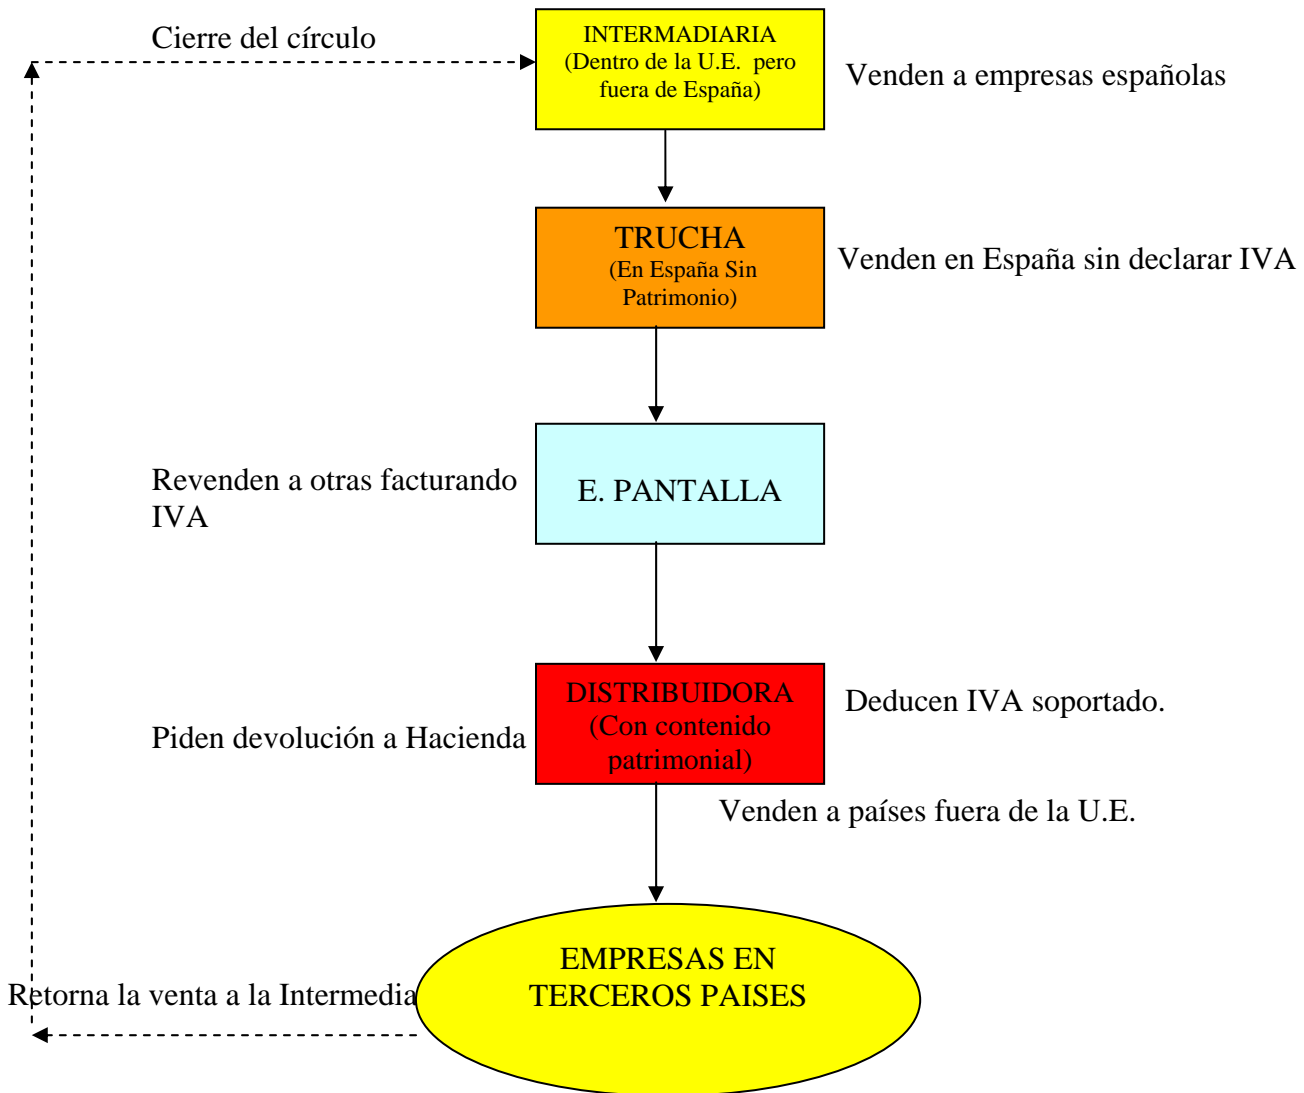 Cierre del círculo
INTERMADIARIA
(Dentro de la U.E. pero
fuera de España)
Venden a empresas españolas
TRUCHA
(En España Sin
Patrimonio)
Venden en España sin declarar IVA
Revenden a otras facturando
IVA
E. PANTALLA
DISTRIBUIDORA
(Con contenido
patrimonial)
Deducen IVA soportado.
Piden devolución a Hacienda
Venden a países fuera de la U.E.
EMPRESAS EN
TERCEROS PAISES
Retorna la venta a la Intermedia